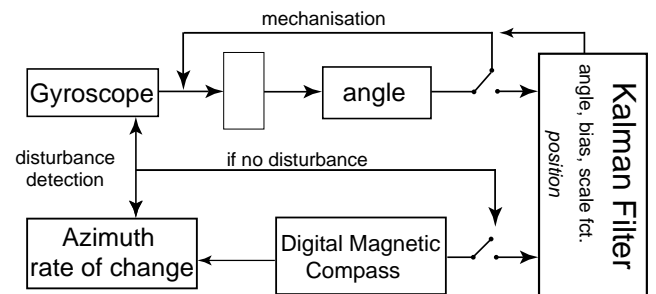 mechanisation
Gyroscope
angle
disturbance
detection
if no disturbance
Azimuth
rate of change
Digital Magnetic
Compass
Kalman Filter
angle, bias, scale fct.
position